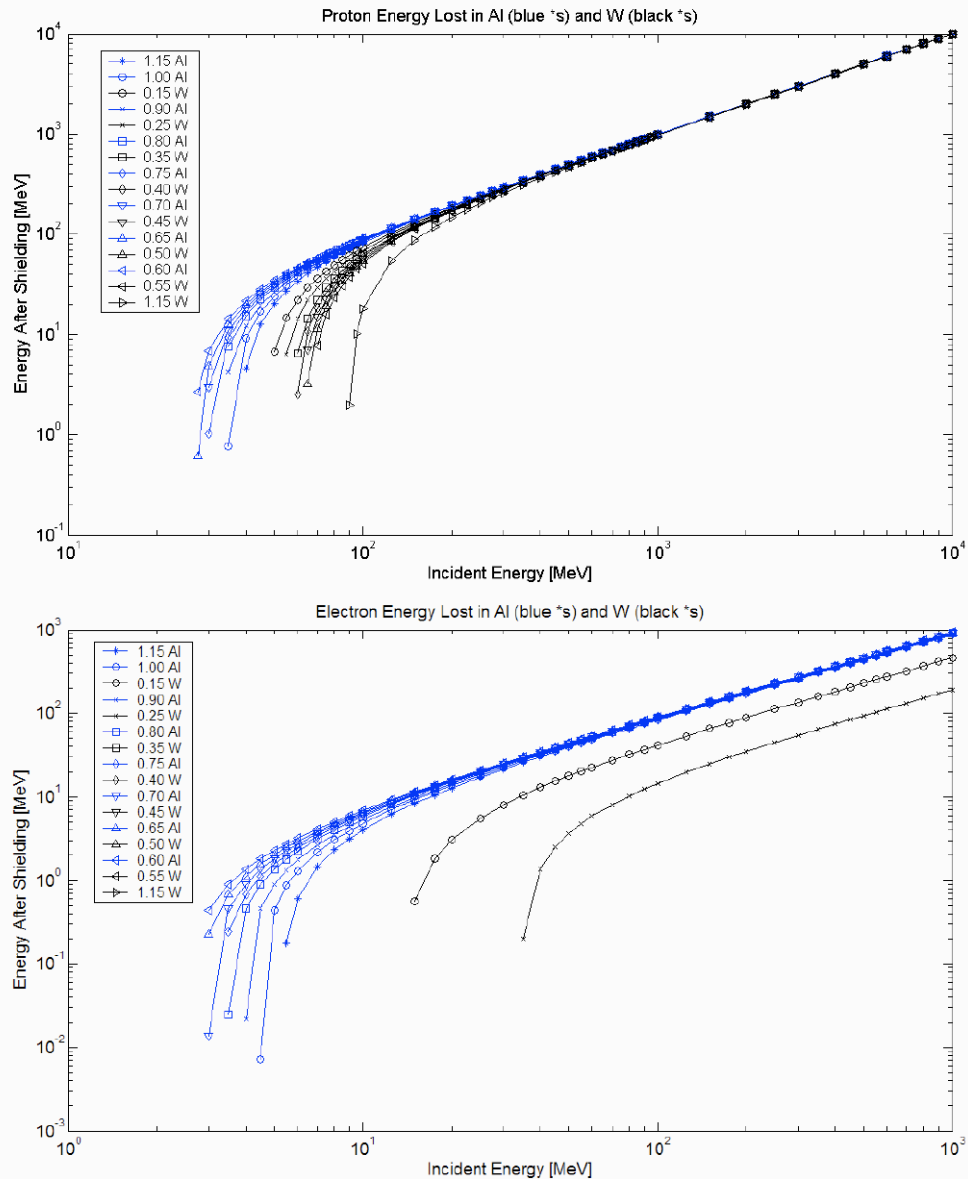 Proton Energy Lost in Al (blue *s) and W (black *s)
10^4
10^3
10^2
10^1
10^0
10^-1
Energy After Shielding [MeV]
1.15 Al
1.00 Al
0.15 W
0.90 Al
0.25 W
0.80 Al
0.35 W
0.75 Al
0.40 W
0.70 Al
0.45 W
0.65 Al
0.50 W
0.60 Al
0.55 W
1.15 W
10^1
10^2
10^3
10^4
Incident Energy [MeV]
Electron Energy Lost in Al (blue *s) and W (black *s)
10^3
10^2
10^1
10^0
10^-1
10^-2
10^-3
Energy After Shielding [MeV]
1.15 Al
1.00 Al
0.15 W
0.90 Al
0.25 W
0.80 Al
0.35 W
0.75 Al
0.40 W
0.70 Al
0.45 W
0.65 Al
0.50 W
0.60 Al
0.55 W
1.15 W
10^0
10^1
10^2
10^3
Incident Energy [MeV]